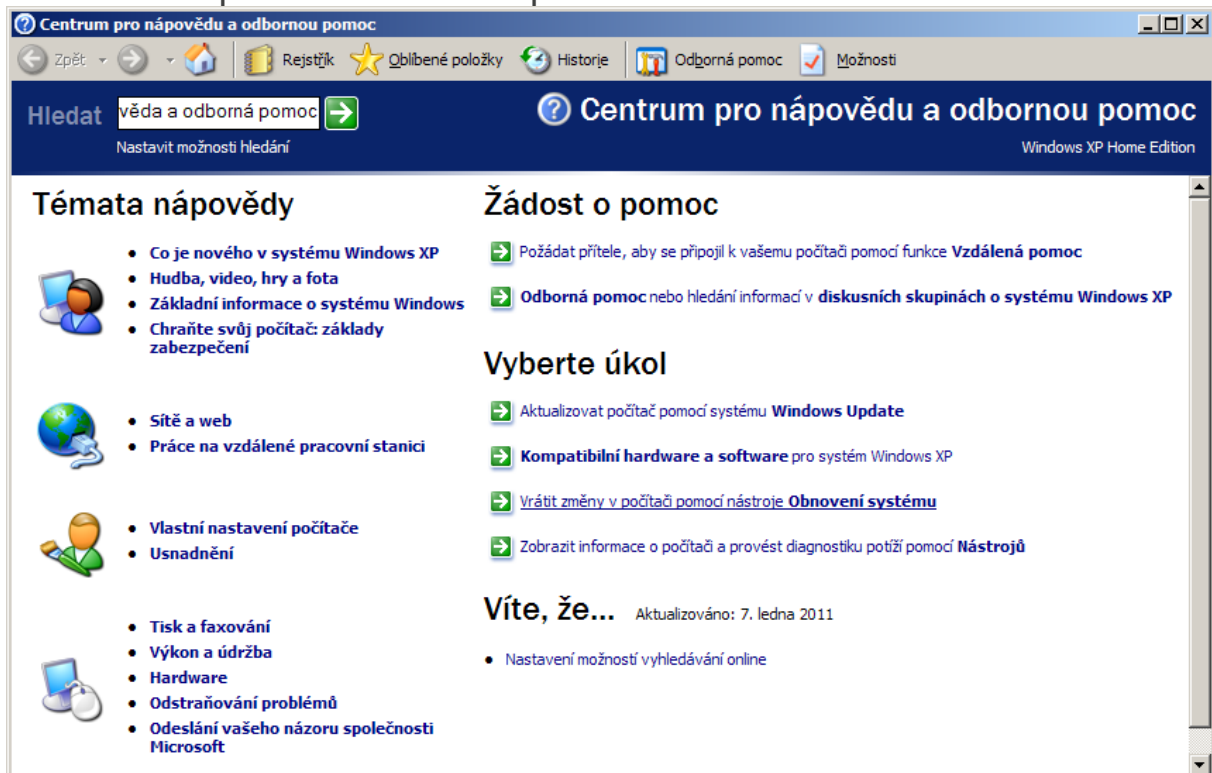 Centrum pro nápovědu a odbornou pomoc
Zpět Rejstřík Oblíbené položky Historie Odborná pomoc Možnosti
Hledat věda a odborná pomoc
Nastavit možnosti hledání
Centrum pro nápovědu a odbornou pomoc
Windows XP Home Edition
Témata nápovědy
Co je nového v systému Windows XP
Hudba, video, hry a fota
Základní informace o systému Windows
Chraňte svůj počítač: základy
zabezpečení
Sítě a web
Práce na vzdálené pracovní stanici
Vlastní nastavení počítače
Usnadnění
Tisk a faxování
Výkon a údržba
Hardware
Odstraňování problémů
Odeslání vašeho názoru společnosti
Microsoft
Žádost o pomoc
Požádat přítele, aby se připojil k vašemu počítači pomocí funkce Vzdálená pomoc
Odborná pomoc nebo hledání informací v diskusních skupinách o systému Windows XP
Vyberte úkol
Aktualizovat počítač pomocí systému Windows Update
Kompatibilní hardware a software pro systém Windows XP
Vrátit změny v počítači pomocí nástroje Obnovení systému
Zobrazit informace o počítači a provést diagnostiku potíží pomocí Nástrojů
Víte, že... Aktualizováno: 7. ledna 2011
Nastavení možností vyhledávání online